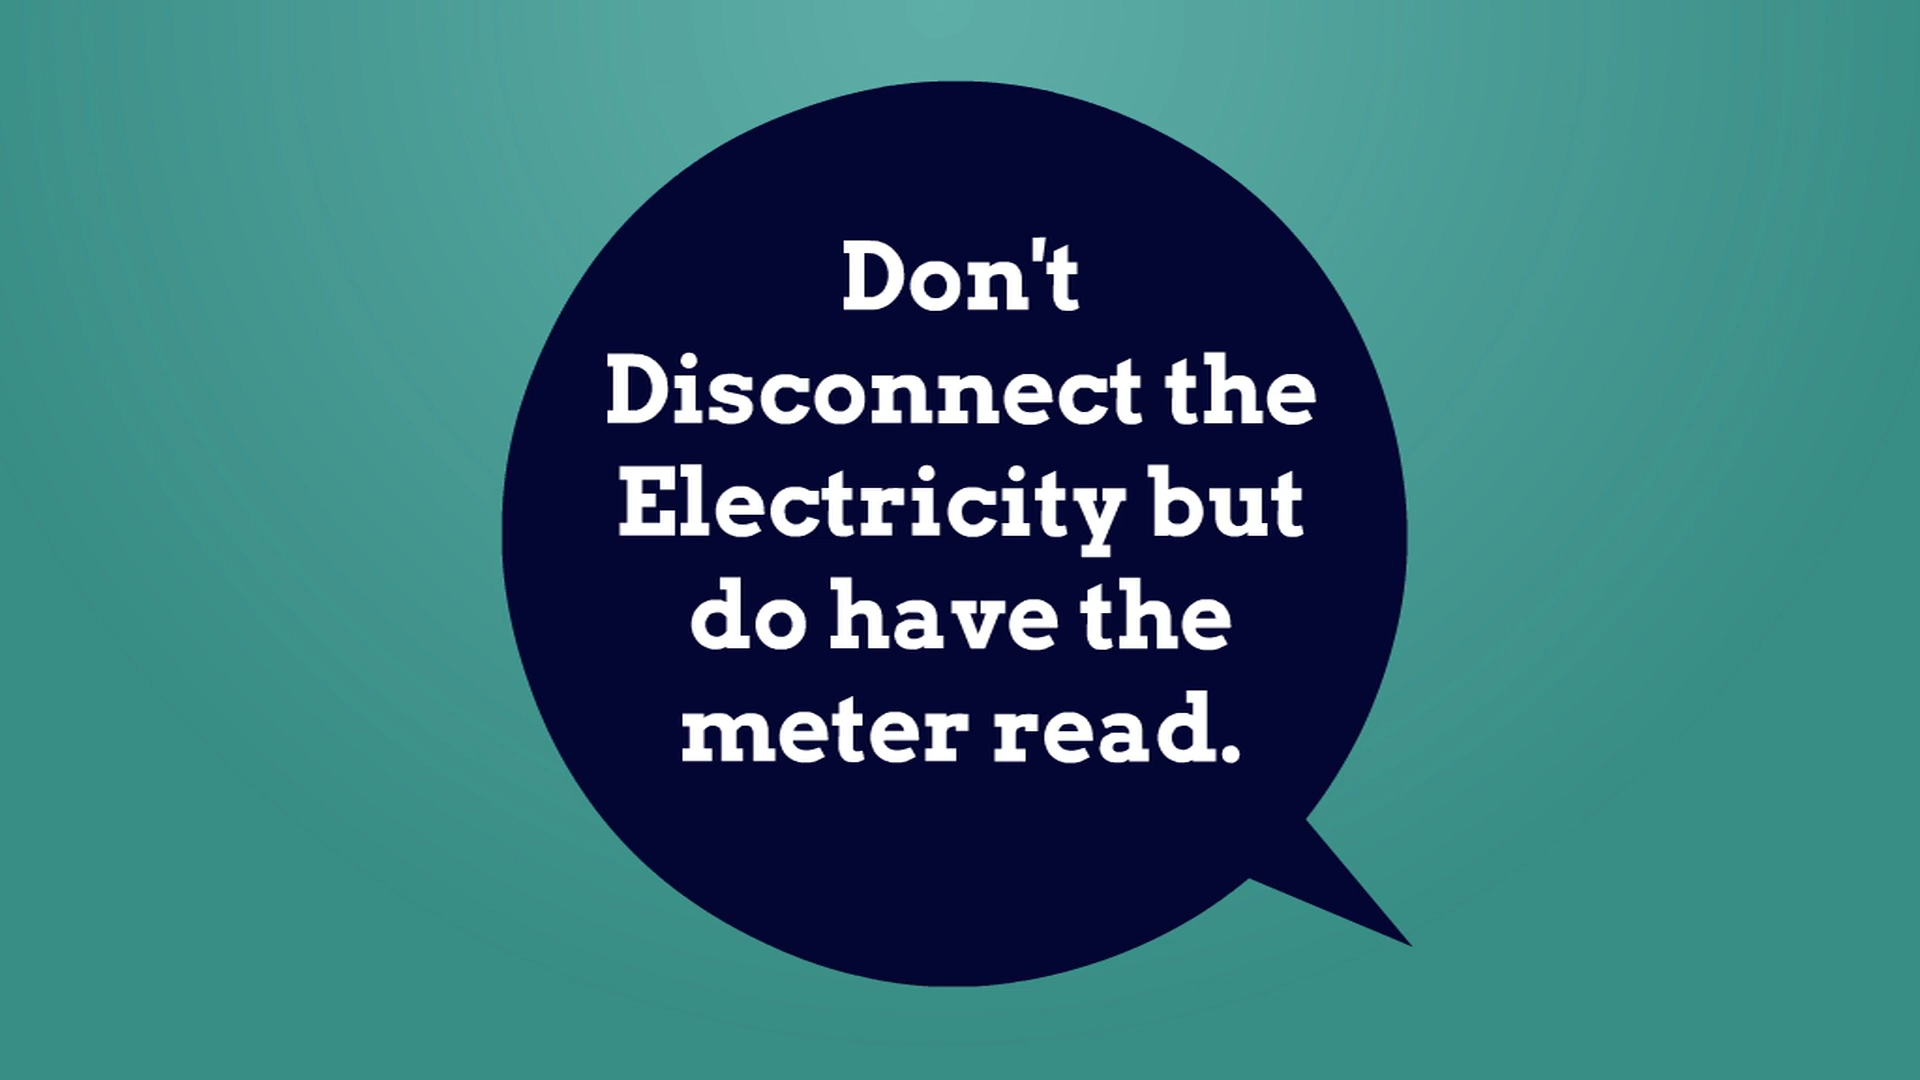 Don't
Disconnect the
Electricity but
do have the
meter read.